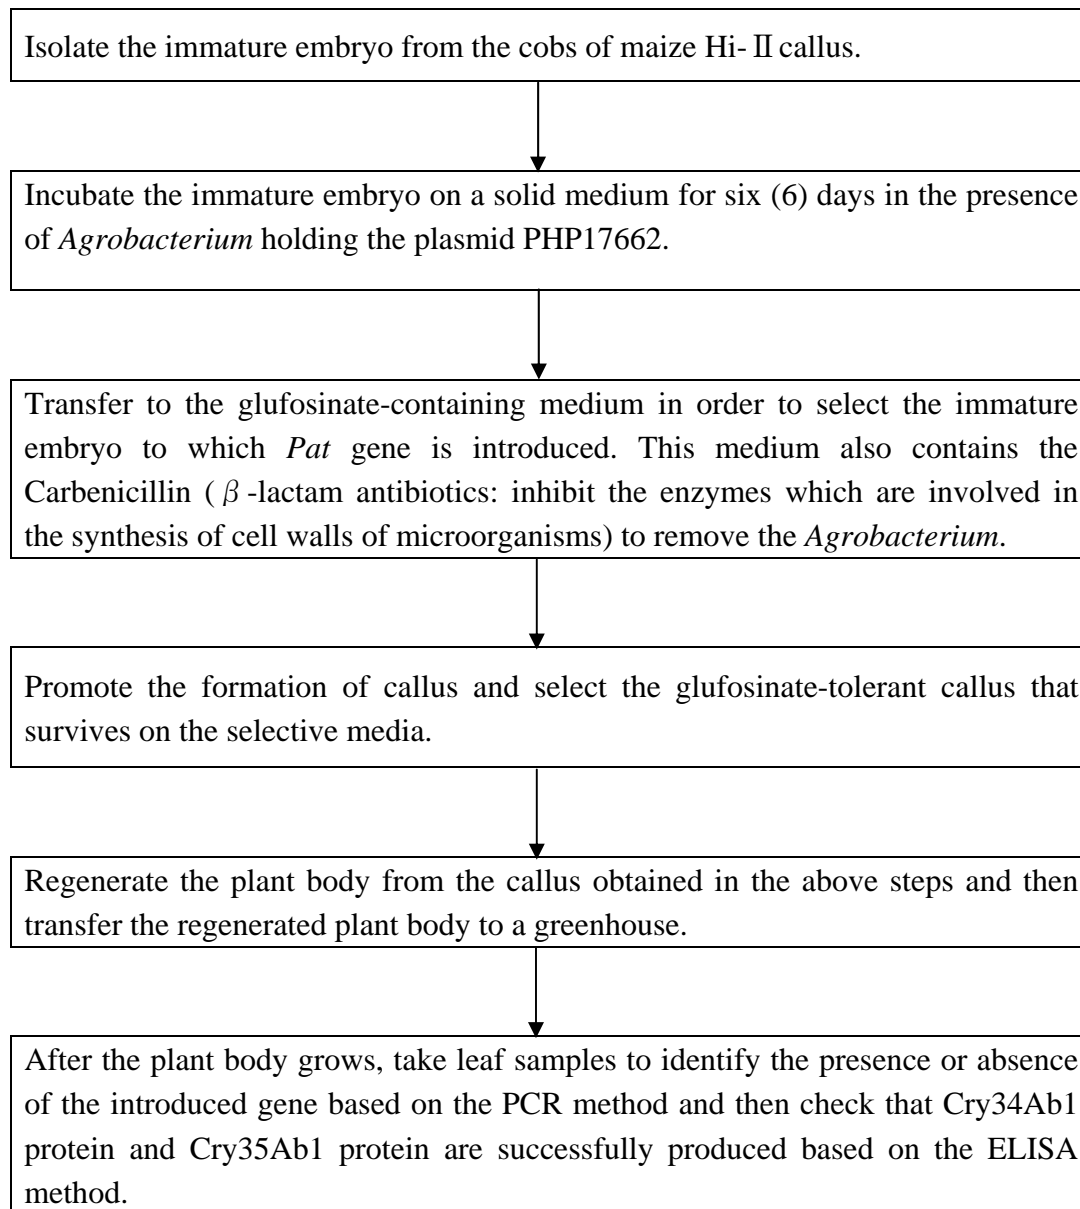 Isolate the immature embryo from the cobs of maize Hi-Ⅱ callus.
Incubate the immature embryo on a solid medium for six (6) days in the presence
of Agrobacterium holding the plasmid PHP17662.
Transfer to the glufosinate-containing medium in order to select the immature
embryo to which Pat gene is introduced. This medium also contains the
Carbenicillin (β-lactam antibiotics: inhibit the enzymes which are involved in
the synthesis of cell walls of microorganisms) to remove the Agrobacterium.
Promote the formation of callus and select the glufosinate-tolerant callus that
survives on the selective media.
Regenerate the plant body from the callus obtained in the above steps and then
transfer the regenerated plant body to a greenhouse.
After the plant body grows, take leaf samples to identify the presence or absence
of the introduced gene based on the PCR method and then check that Cry34Ab1
protein and Cry35Ab1 protein are successfully produced based on the ELISA
method.